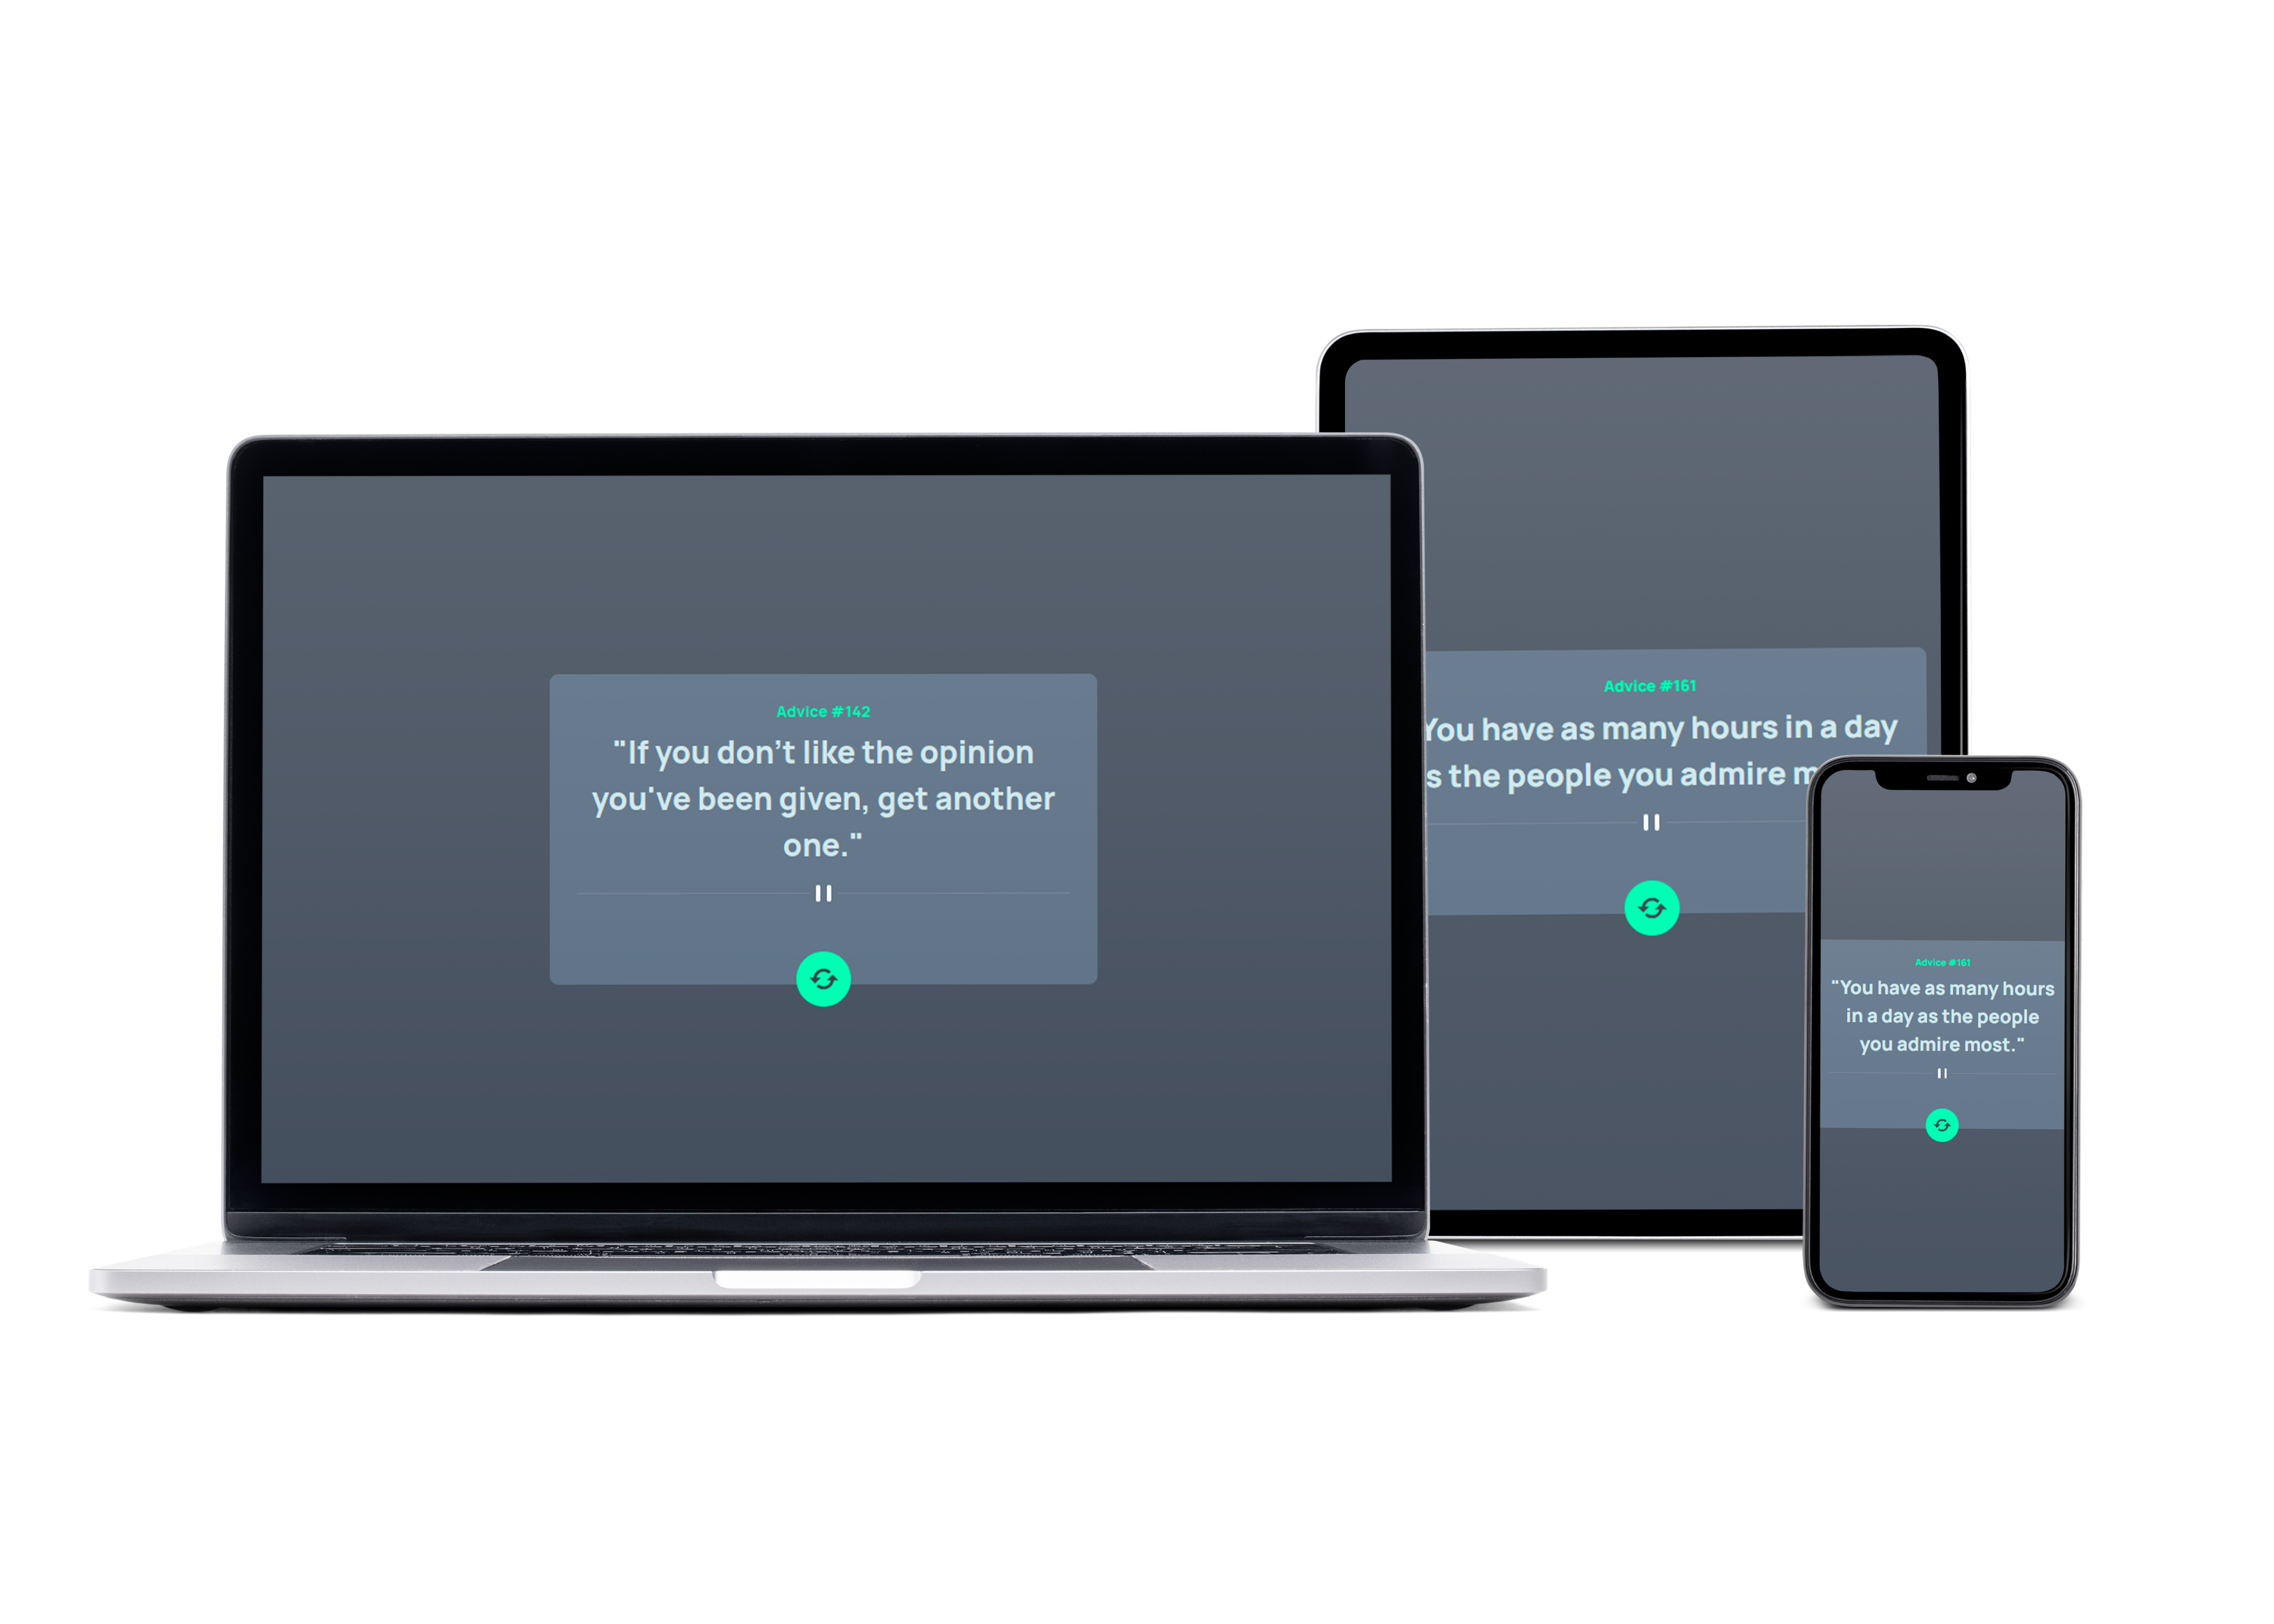 Advice #142
"If you don’t like the opinion
you've been given, get another
one."
Advice #161
You have as many hours in a day
s the people you admire m
Advice #161
"You have as many hours
in a day as the people
you admire most."